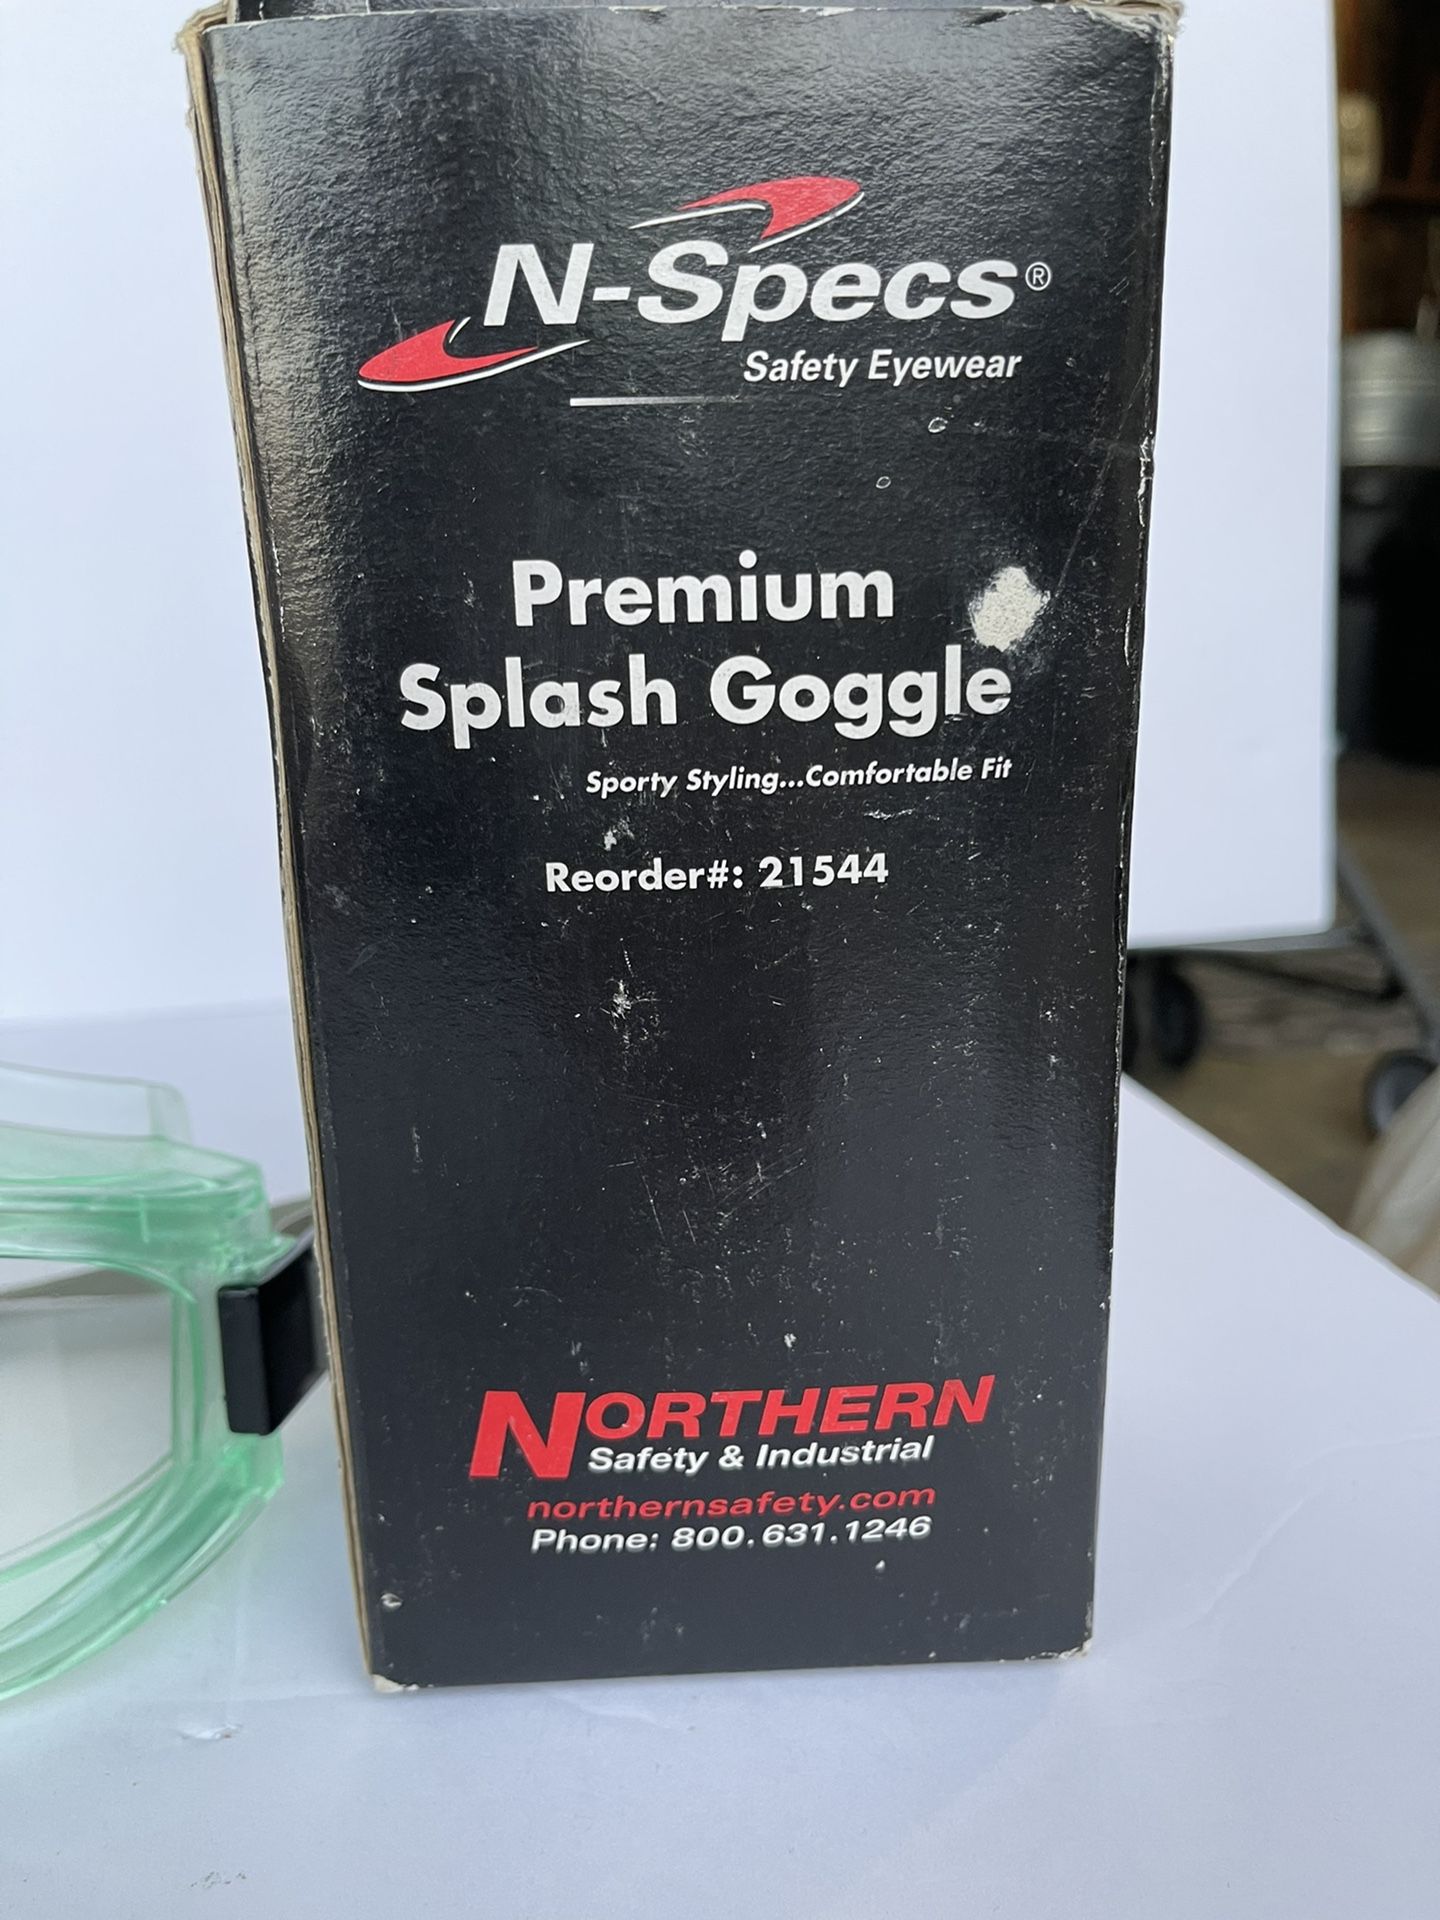 N-Specs®
Safety Eyewear
Premium
Splash Goggle
Sporty Styling...Comfortable Fit
Reorder#: 21544
NORTHERN
Safety & Industrial
northernsafety.com
Phone: 800.631.1246